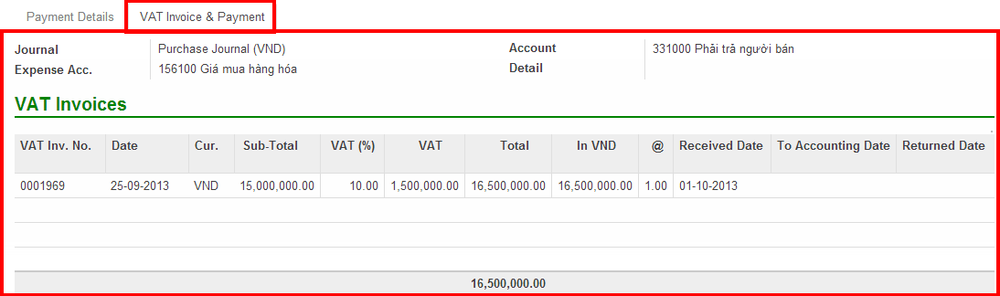 Payment Details VAT Invoice & Payment
Journal Purchase Journal (VND) Account 331000 Phải trả người bán
Expense Acc. 156100 Giá mua hàng hóa Detail
VAT Invoices
VAT Inv. No. Date Cur. Sub-Total VAT (%) VAT Total In VND @ Received Date To Accounting Date Returned Date
0001969 25-09-2013 VND 15,000,000.00 10.00 1,500,000.00 16,500,000.00 16,500,000.00 1.00 01-10-2013
16,500,000.00